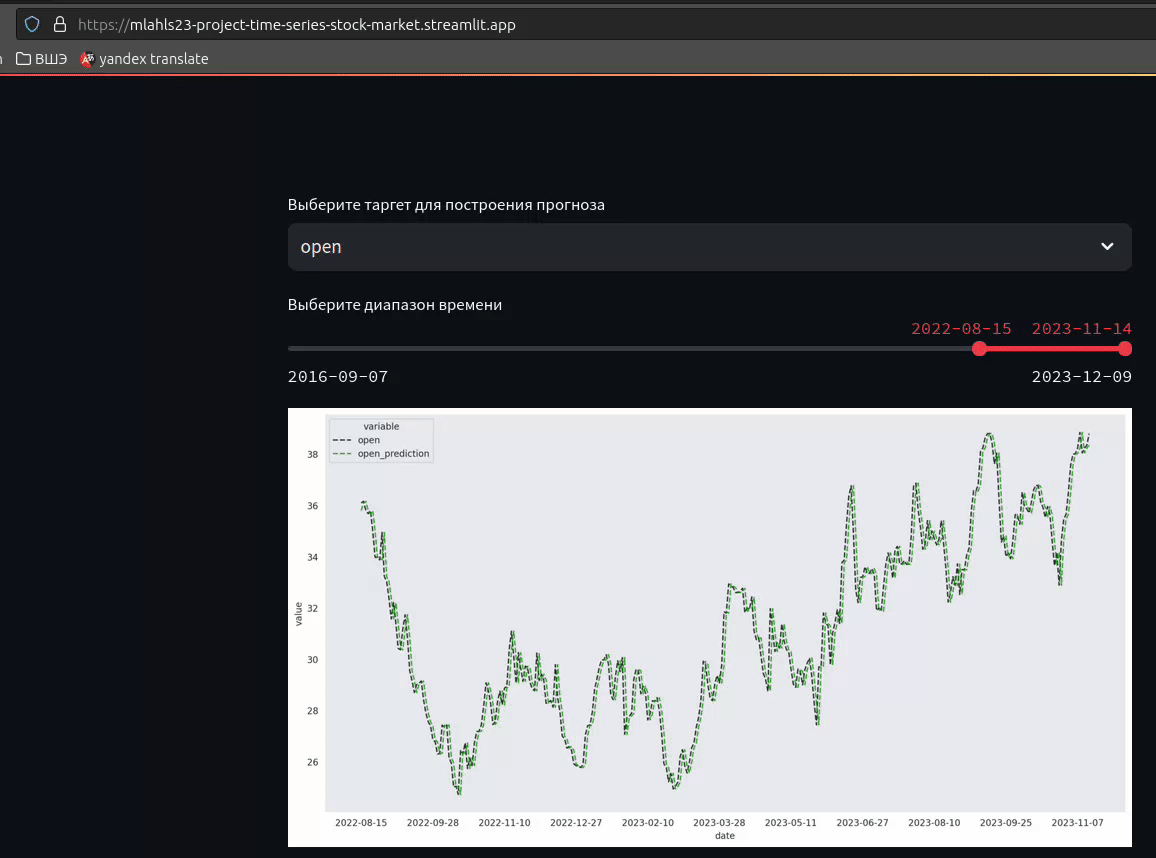 https://mlahls23-project-time-series-stock-market.streamlit.app
ВШЭ yandex translate
Выберите таргет для построения прогноза
open
Выберите диапазон времени
2022-08-15 2023-11-14
2016-09-07 2023-12-09
variable
open
open_prediction
38
36
34
32
30
28
26
value
2022-08-15 2022-09-28 2022-11-10 2022-12-27 2023-02-10 2023-03-28 2023-05-11 2023-06-27 2023-08-10 2023-09-25 2023-11-07
date